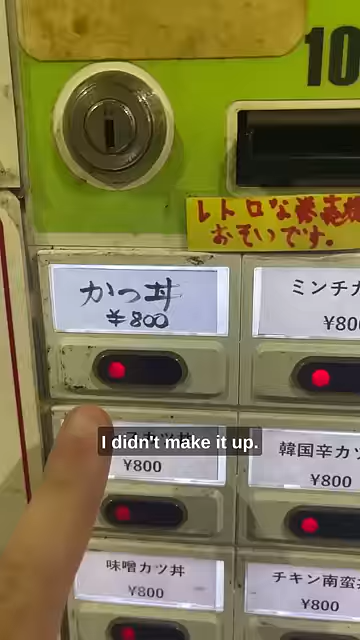 10
レトロな券売機
おそいです。
かつ丼
¥800
ミンチカ
¥800
I didn't make it up.
¥800
韓国辛カツ
¥800
味噌カツ丼
¥800
チキン南蛮丼
¥800